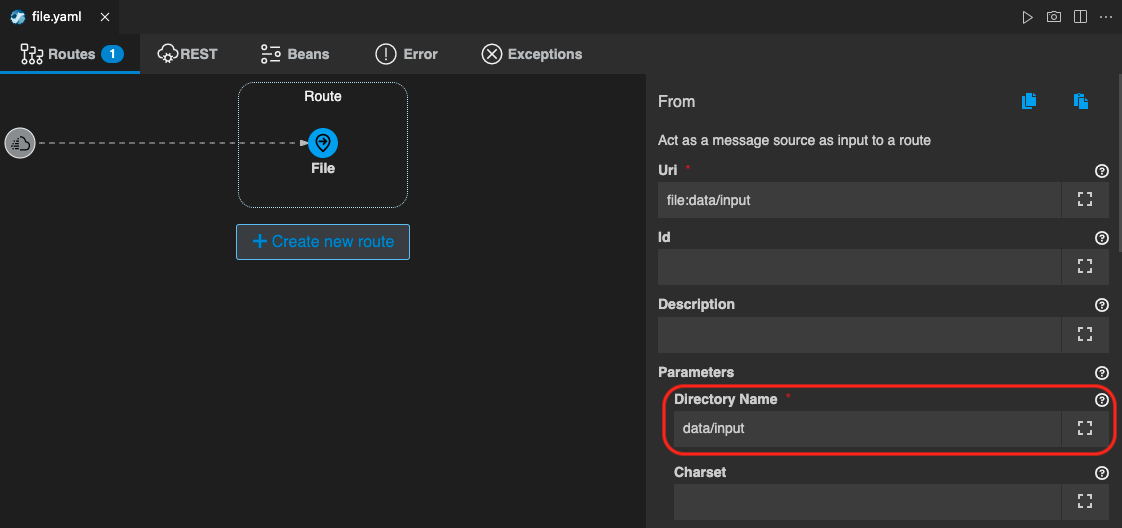 file.yaml
Routes 1 REST Beans Error Exceptions
Route
File
+ Create new route
From
Act as a message source as input to a route
Uri *
file:data/input
Id
Description
Parameters
Directory Name *
data/input
Charset